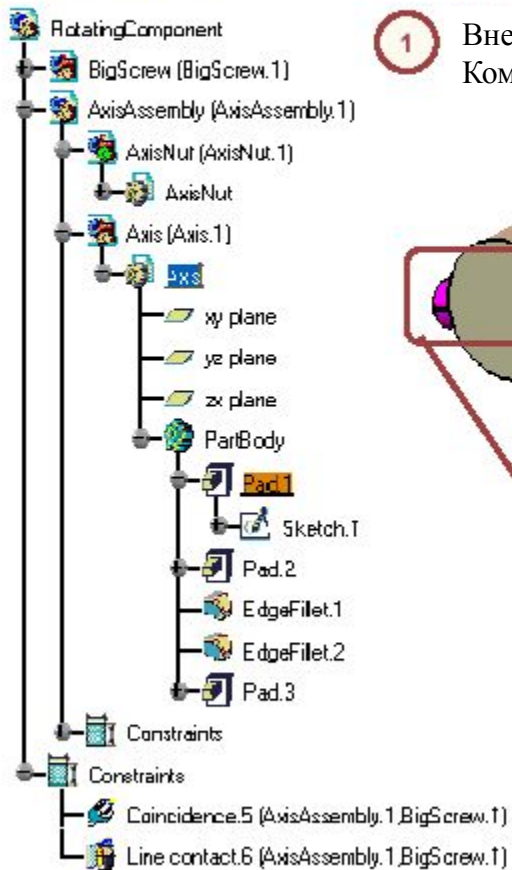 RotatingComponent
1
Вне
Ком
BigScrew (BigScrew.1)
AxisAssembly (AxisAssembly.1)
AxisNut (AxisNut.1)
AxisNut
Axis (Axis.1)
Axis
xy plane
yz plane
zx plane
PartBody
Pad.1
Sketch.1
Pad.2
EdgeFillet.1
EdgeFillet.2
Pad.3
Constraints
Constraints
Coincidence.5 (AxisAssembly.1,BigScrew.1)
Line contact.6 (AxisAssembly.1,BigScrew.1)